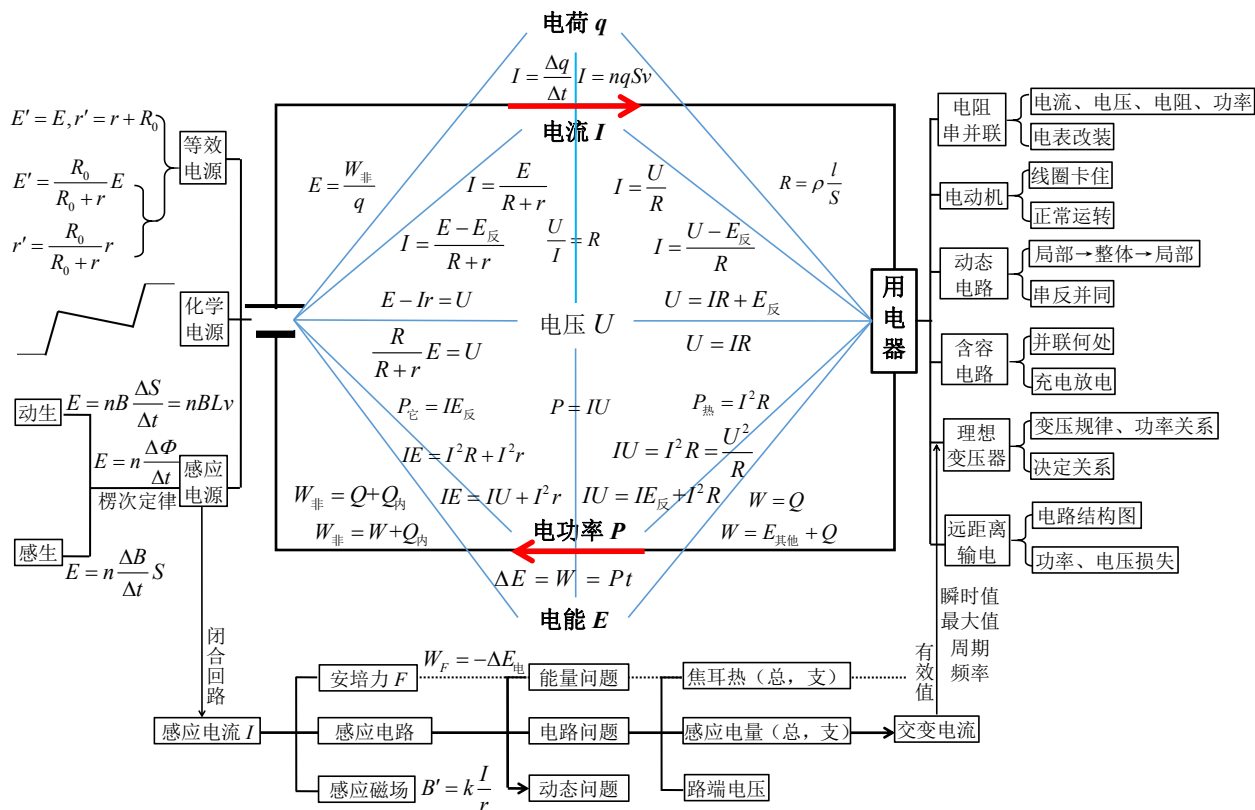 电荷 q
I = Δq/Δt
I = nqSv
电流 I
E′ = E, r′ = r + R₀
等效
电源
E′ = R₀/(R₀ + r) E
r′ = R₀/(R₀ + r) r
E = W非/q
I = E/(R + r)
I = U/R
R = ρ l/S
I = (E − E反)/(R + r)
U/I = R
I = (U − E反)/R
化学
电源
E − Ir = U
电压 U
U = IR + E反
R/(R + r) E = U
U = IR
用电器
动生
E = nB ΔS/Δt = nBLv
E = n ΔΦ/Δt
楞次定律
感应
电源
感生
E = n ΔB/Δt S
P它 = IE反
P = IU
P热 = I²R
IE = I²R + I²r
IU = I²R = U²/R
W非 = Q + Q内
IE = IU + I²r
IU = IE反 + I²R
W = Q
W非 = W + Q内
电功率 P
W = E其他 + Q
ΔE = W = Pt
电能 E
电阻
串并联
电流、电压、电阻、功率
电表改装
电动机
线圈卡住
正常运转
动态
电路
局部→整体→局部
串反并同
含容
电路
并联何处
充电放电
理想
变压器
变压规律、功率关系
决定关系
远距离
输电
电路结构图
功率、电压损失
瞬时值
最大值
周期
频率
有效值
闭合回路
安培力 F
W_F = −ΔE电
能量问题
焦耳热（总，支）
感应电流 I
感应电路
电路问题
感应电量（总，支）
交变电流
感应磁场
B′ = k I/r
动态问题
路端电压